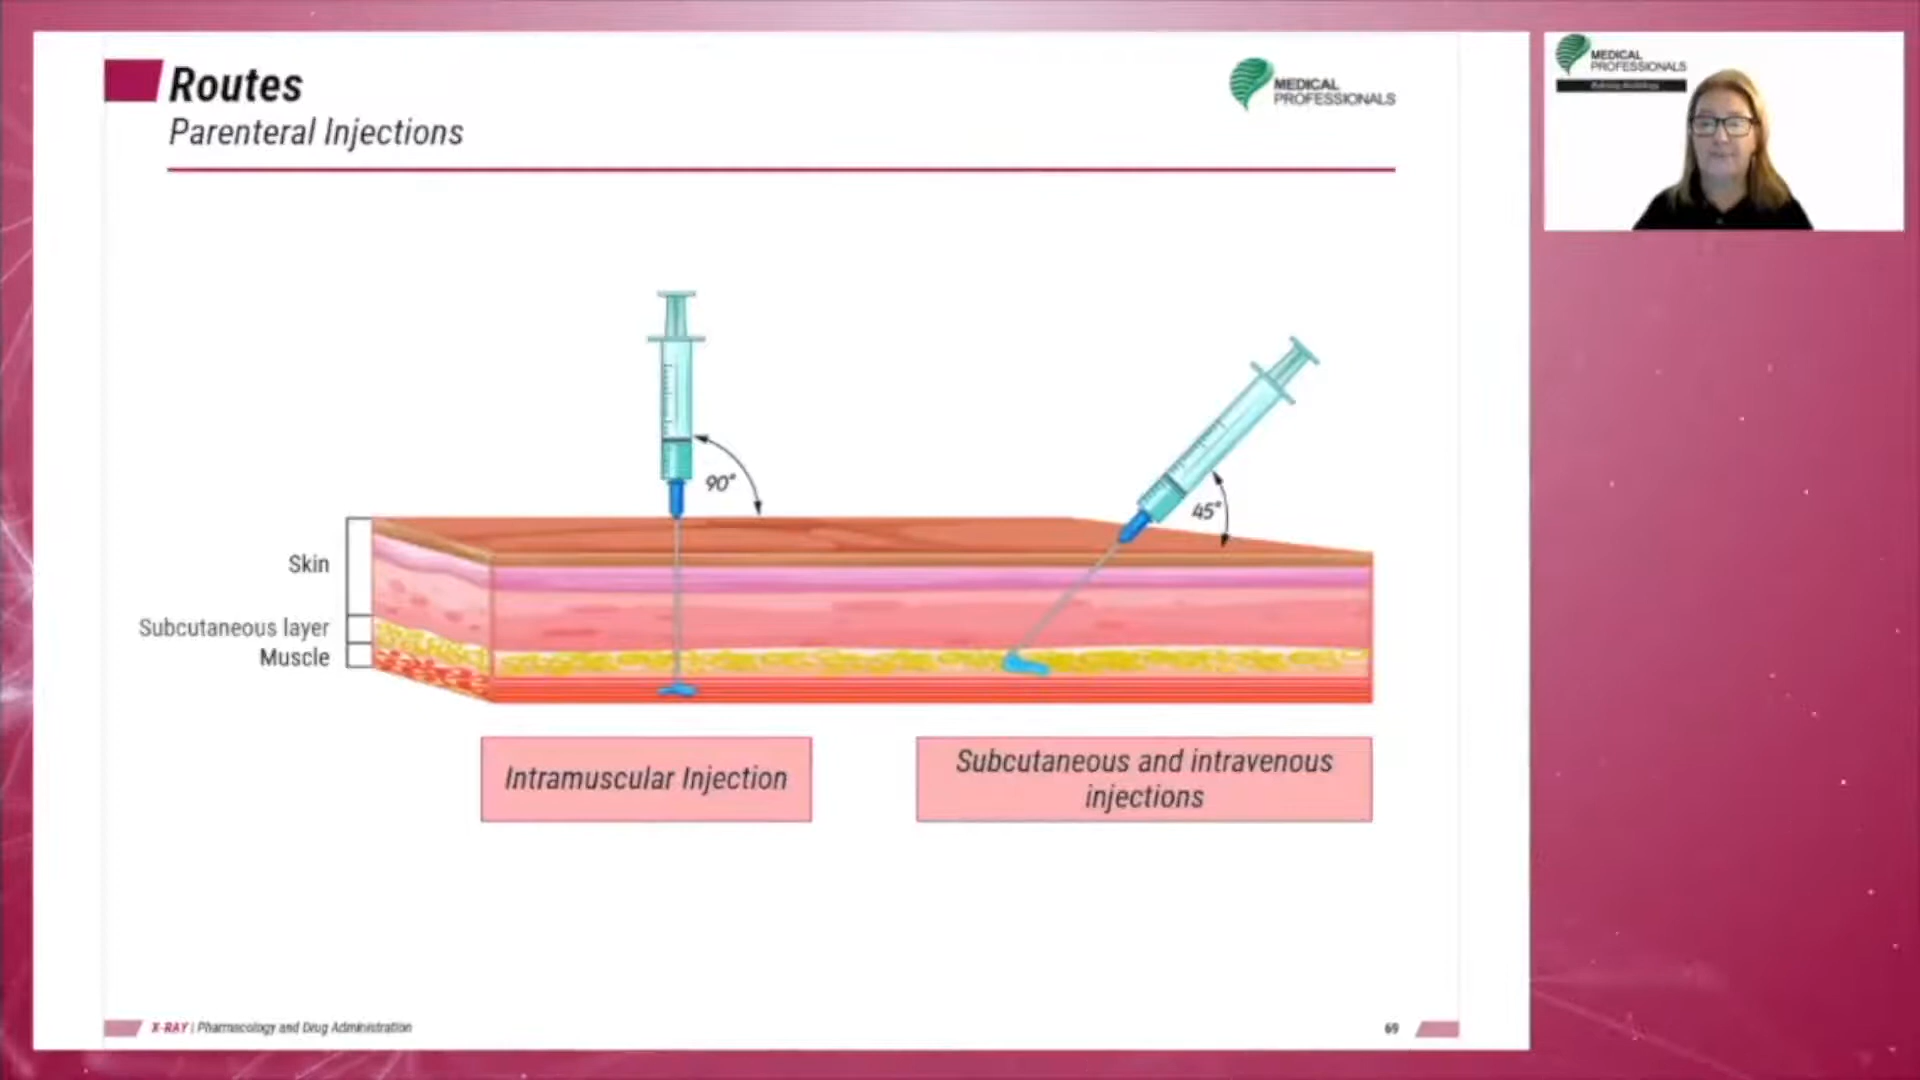 Routes
Parenteral Injections
MEDICAL
PROFESSIONALS
MEDICAL
PROFESSIONALS
90°
45°
Skin
Subcutaneous layer
Muscle
Intramuscular Injection
Subcutaneous and intravenous
injections
X-RAY | Pharmacology and Drug Administration
69